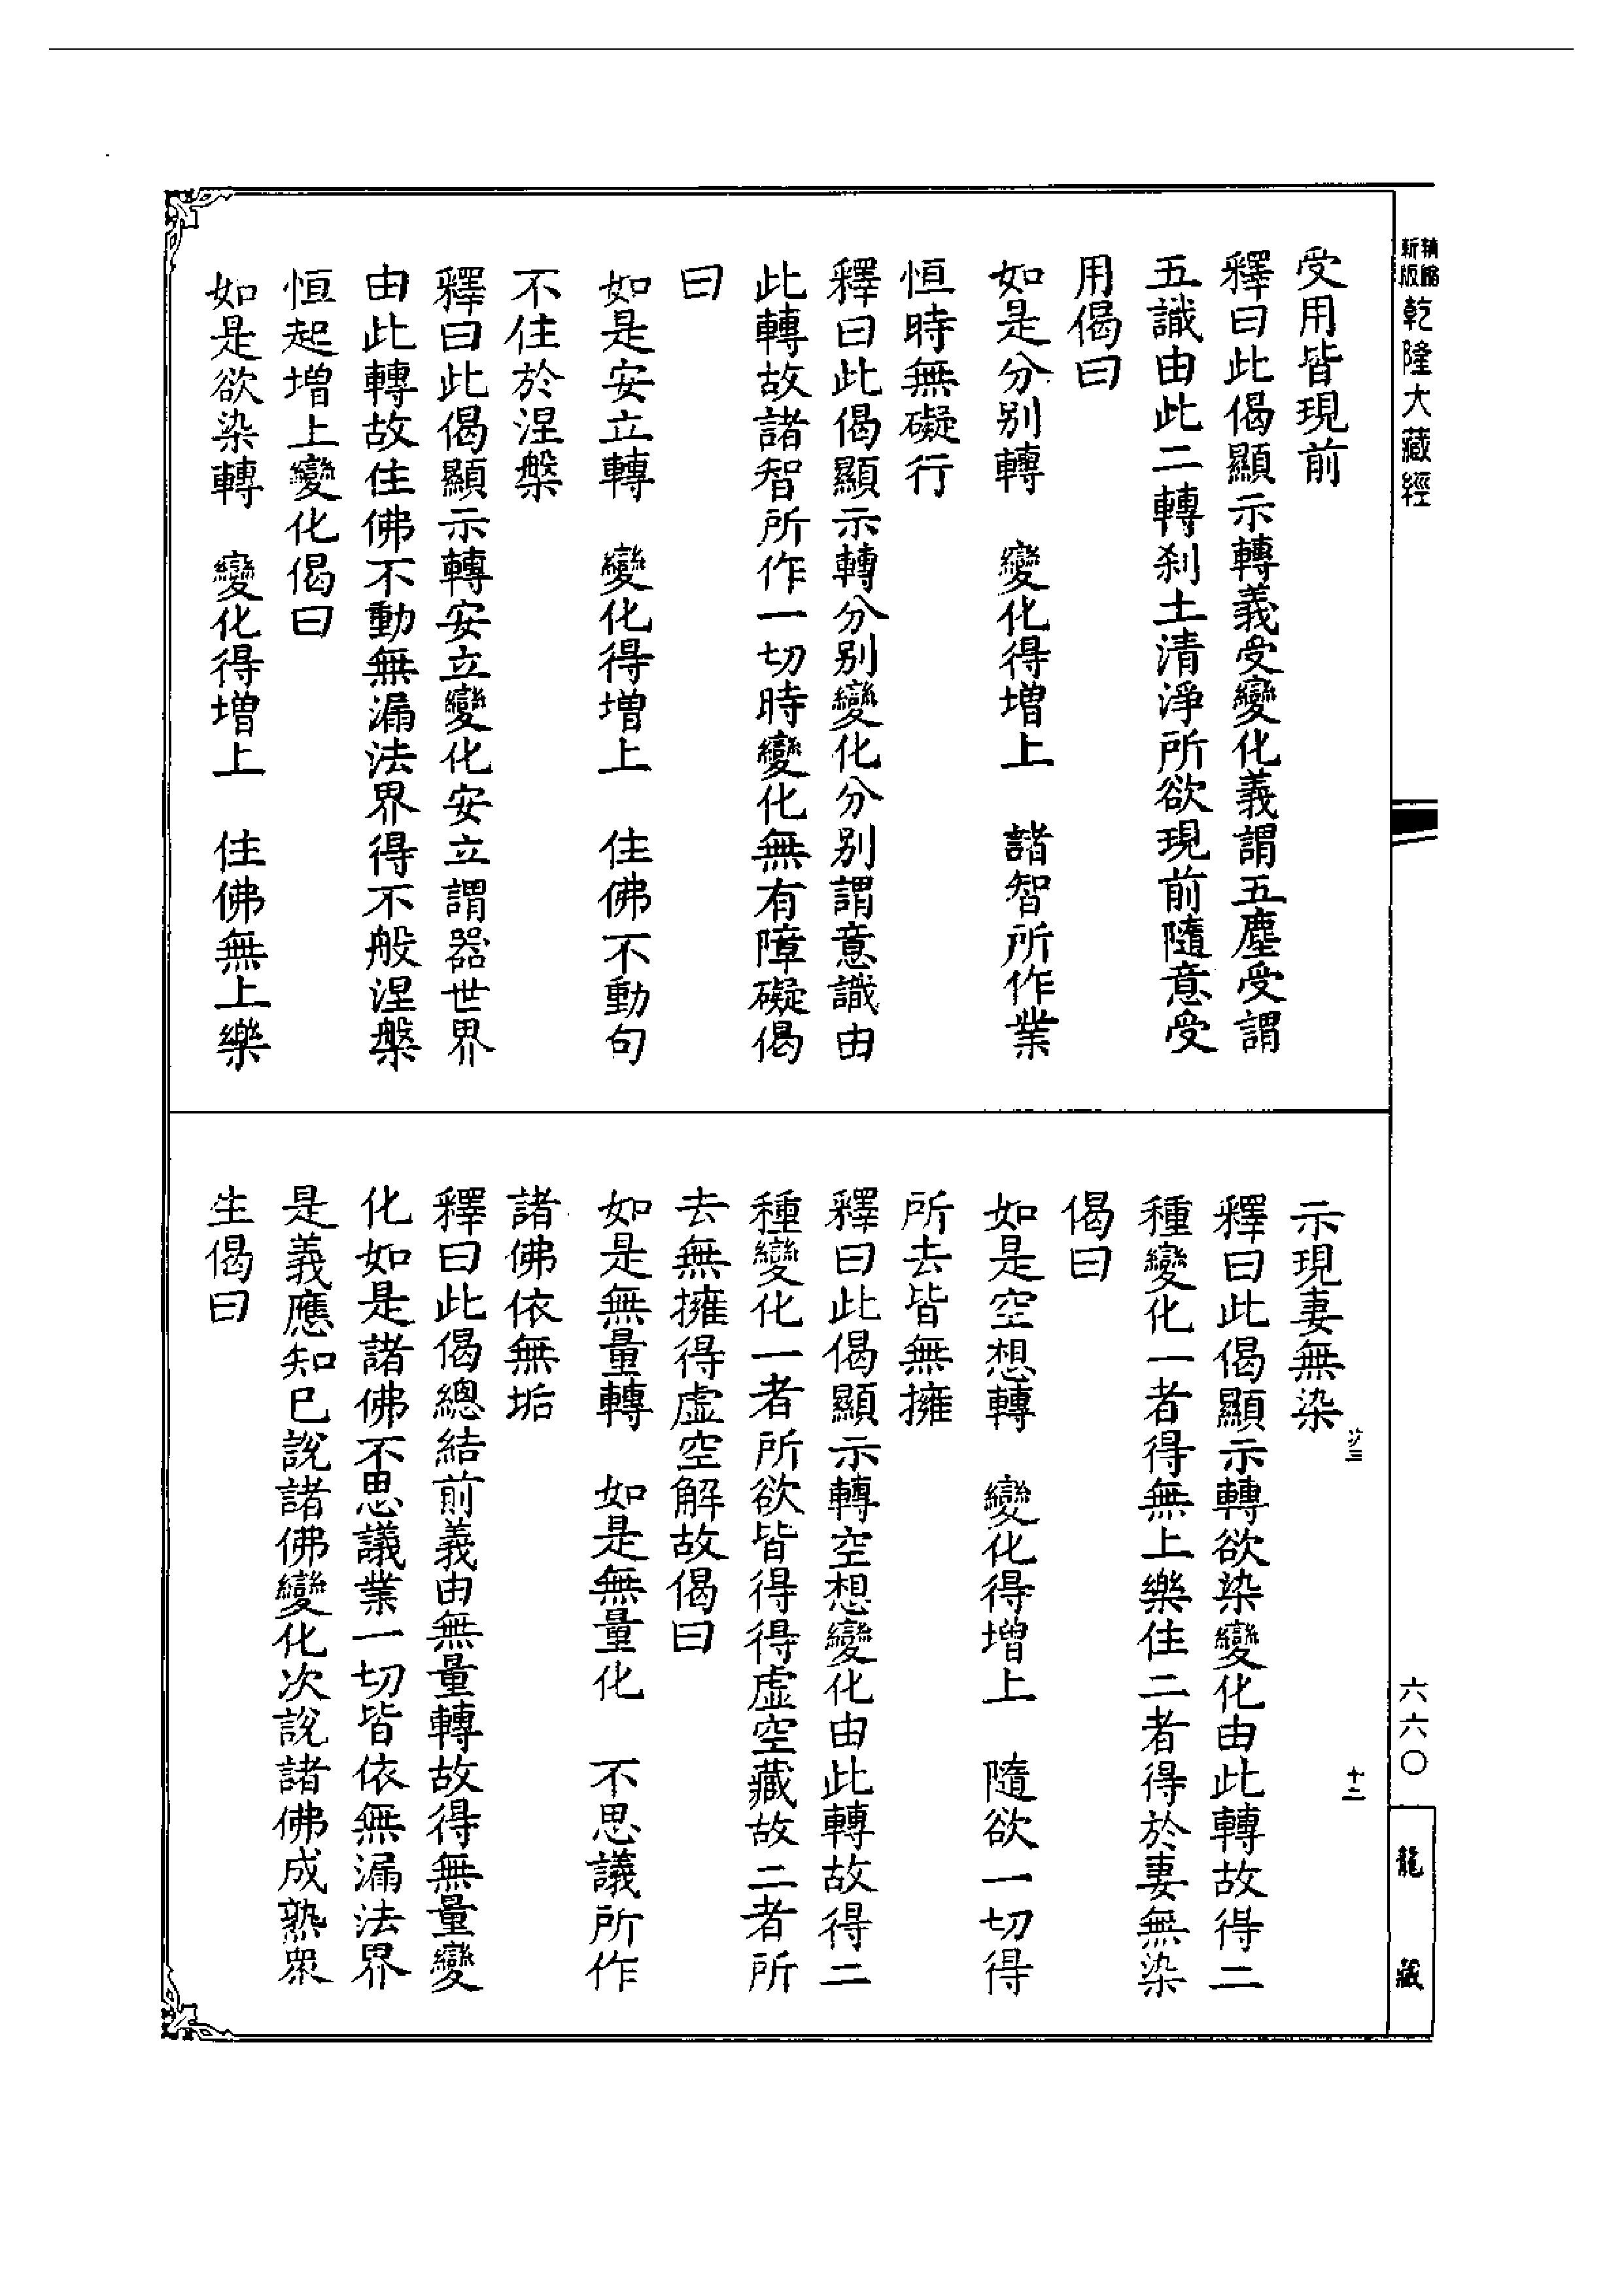 精縮
新版
乾隆大藏經
受用皆現前
釋曰此偈顯示轉義受變化義謂五塵受謂
五識由此二轉刹土清淨所欲現前隨意受
用偈曰
如是分別轉　變化得增上　諸智所作業
恒時無礙行
釋曰此偈顯示轉分別變化分別謂意識由
此轉故諸智所作一切時變化無有障礙偈
曰
如是安立轉　變化得增上　住佛不動句
不住於涅槃
釋曰此偈顯示轉安立變化安立謂器世界
由此轉故住佛不動無漏法界得不般涅槃
恒起增上變化偈曰
如是欲染轉　變化得增上　住佛無上樂
示現妻無染
釋曰此偈顯示轉欲染變化由此轉故得二
種變化一者得無上樂住二者得於妻無染
偈曰
如是空想轉　變化得增上　隨欲一切得
所去皆無擁
釋曰此偈顯示轉空想變化由此轉故得二
種變化一者所欲皆得得虛空藏故二者所
去無擁得虛空解故偈曰
如是無量轉　如是無量化　不思議所作
諸佛依無垢
釋曰此偈總結前義由無量轉故得無量變
化如是諸佛不思議業一切皆依無漏法界
是義應知已說諸佛變化次說諸佛成熟衆
生偈曰
十二
六六〇
龍藏